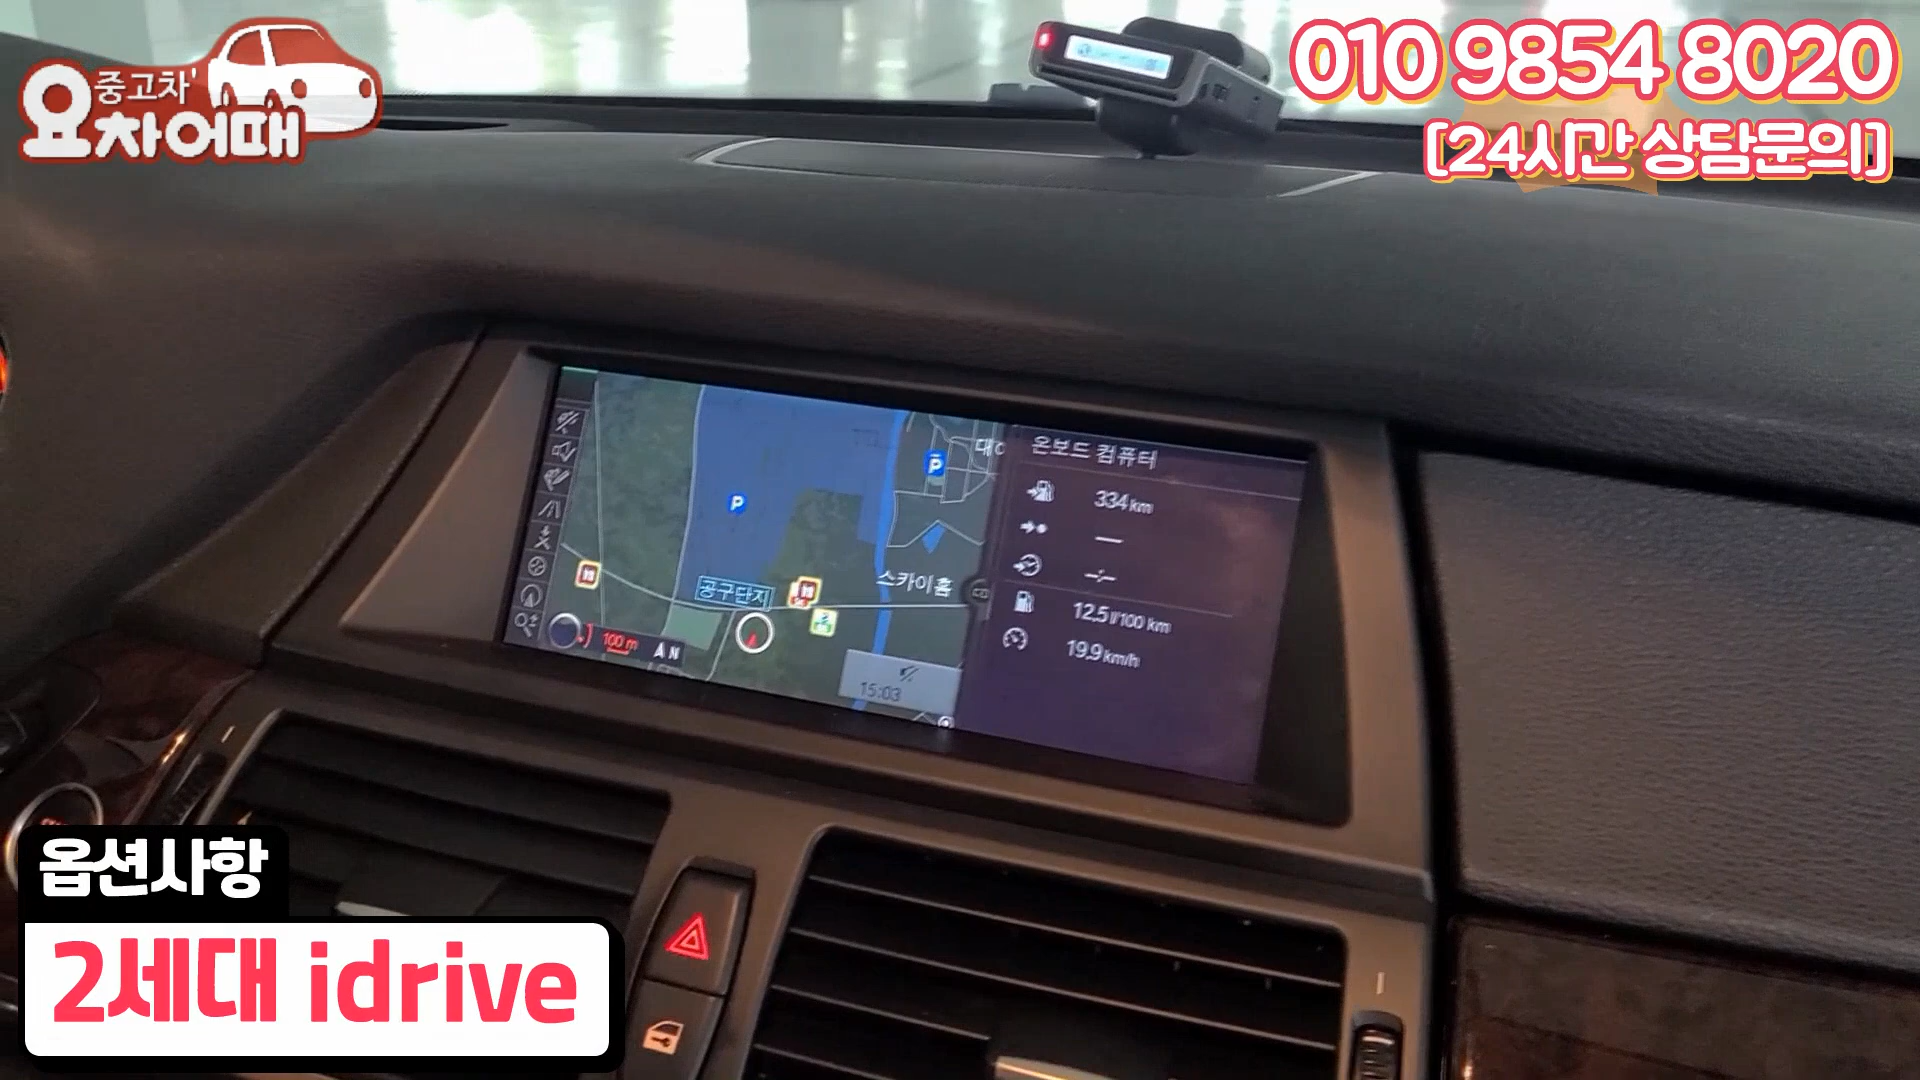 중고차'
요차어때
010 9854 8020
[24시간 상담문의]
온보드 컴퓨터
334 km
—
-:--
12.5 l/100 km
19.9 km/h
P
P
스카이홈
공구단지
100 m
N
15:03
옵션사항
2세대 idrive